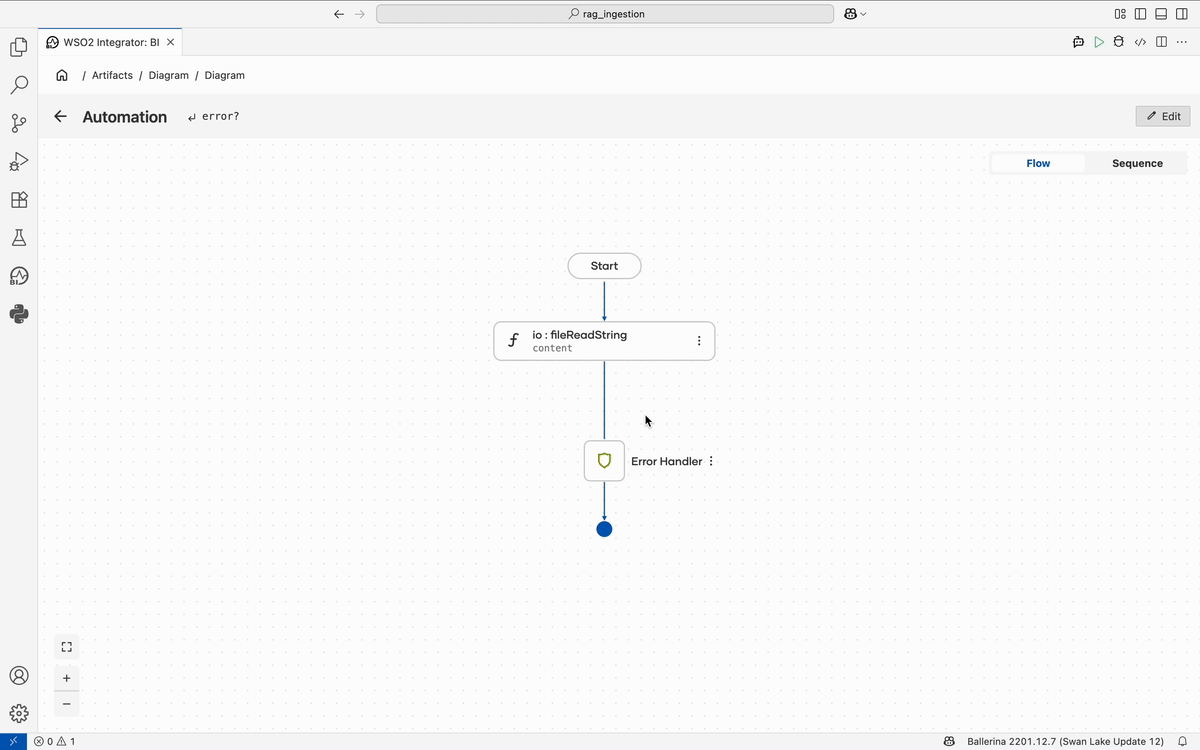 rag_ingestion
WSO2 Integrator: BI
/ Artifacts / Diagram / Diagram
Automation error?
Edit
Flow
Sequence
Start
io : fileReadString
content
Error Handler
BI
0 1
Ballerina 2201.12.7 (Swan Lake Update 12)